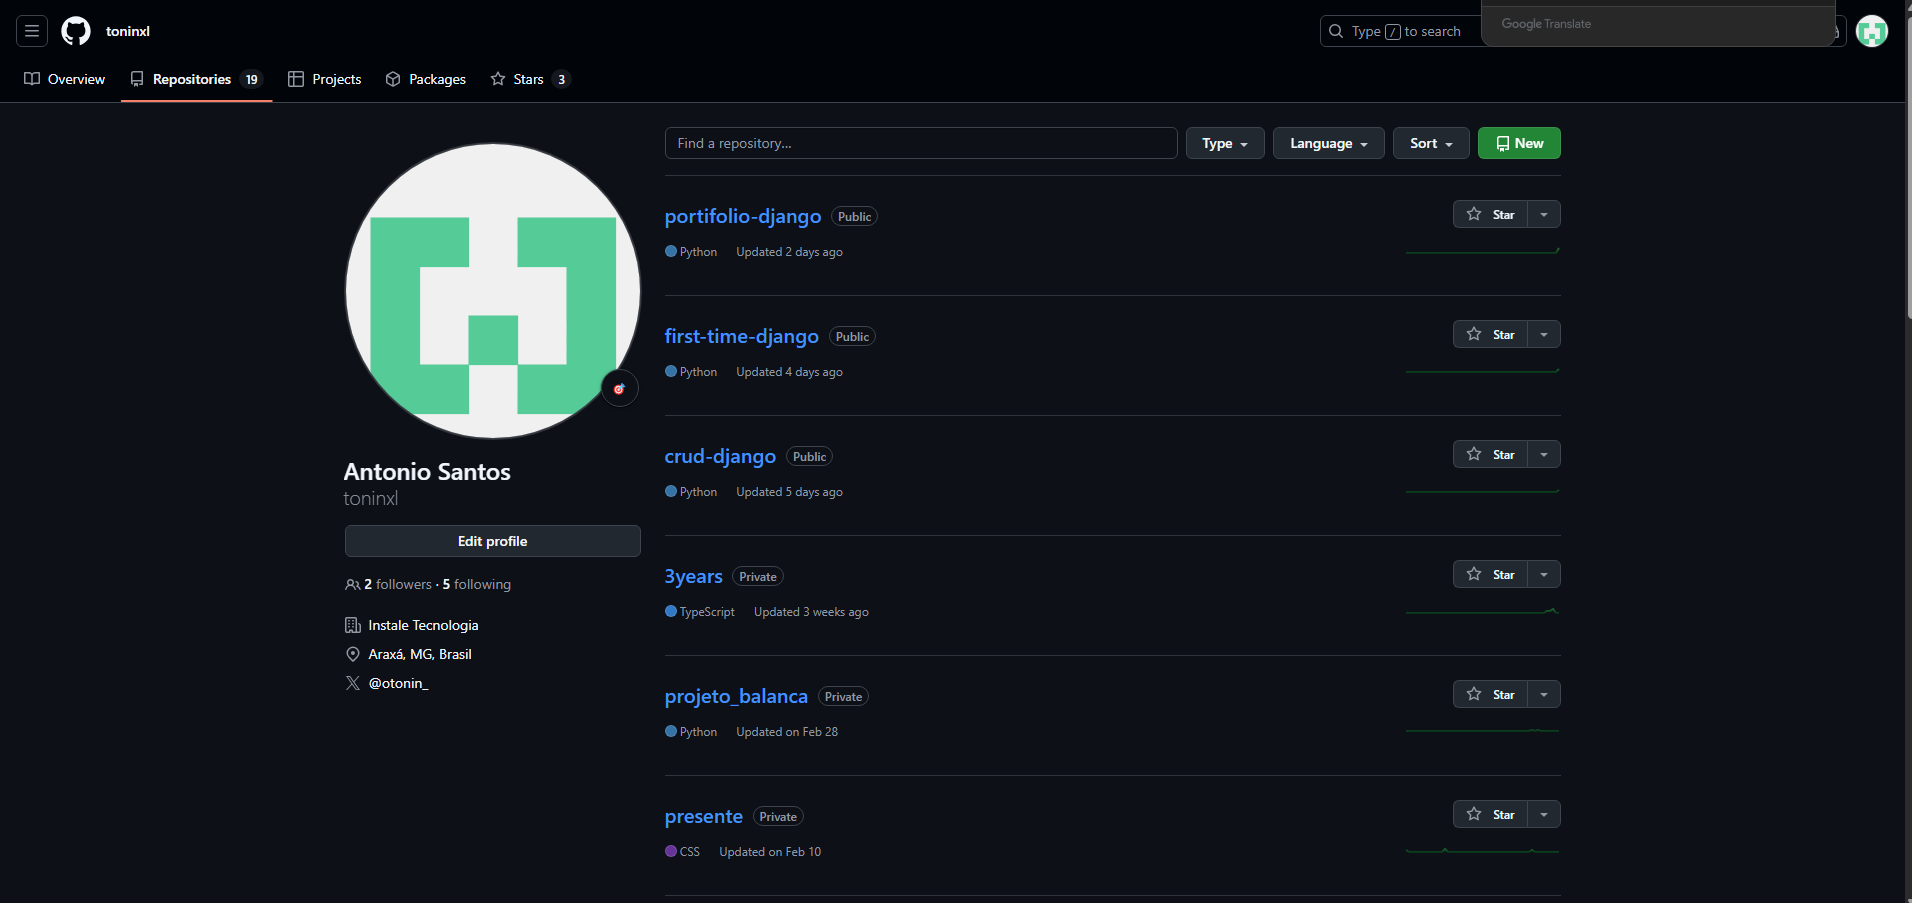 toninxl
Type / to search
Google Translate
Overview
Repositories 19
Projects
Packages
Stars 3
Find a repository...
Type
Language
Sort
New
portifolio-django Public
Star
Python Updated 2 days ago
first-time-django Public
Star
Python Updated 4 days ago
crud-django Public
Star
Python Updated 5 days ago
3years Private
Star
TypeScript Updated 3 weeks ago
projeto_balanca Private
Star
Python Updated on Feb 28
presente Private
Star
CSS Updated on Feb 10
Antonio Santos
toninxl
Edit profile
2 followers · 5 following
Instale Tecnologia
Araxá, MG, Brasil
@otonin_